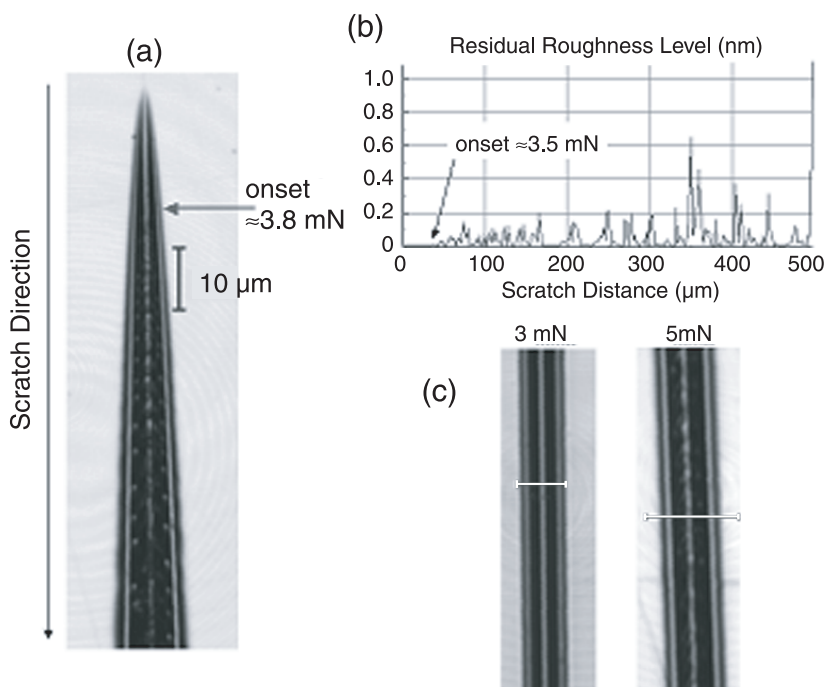 (a)
Scratch Direction
onset
≈3.8 mN
10 µm
(b)
Residual Roughness Level (nm)
1.0
0.8
0.6
0.4
0.2
0
onset ≈3.5 mN
0 100 200 300 400 500
Scratch Distance (µm)
(c)
3 mN
5mN